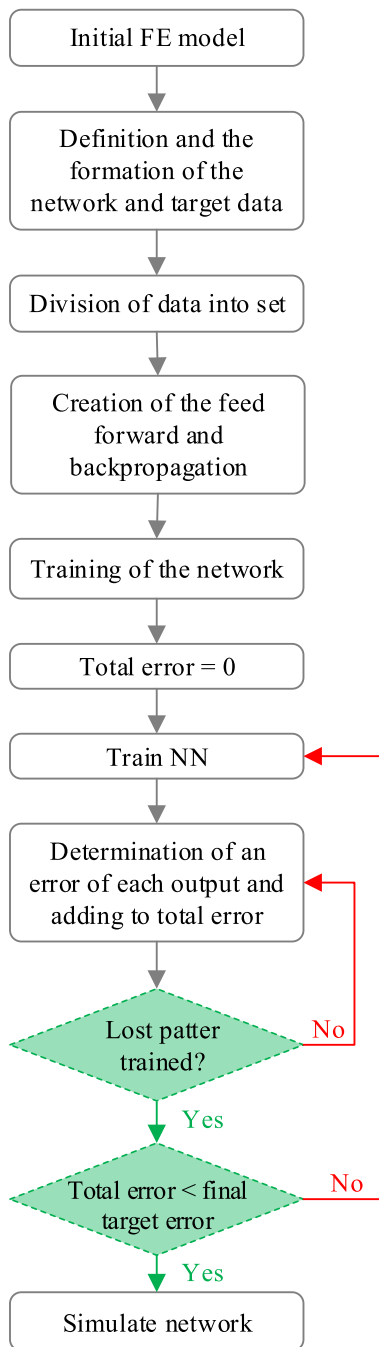 Initial FE model
Definition and the
formation of the
network and target data
Division of data into set
Creation of the feed
forward and
backpropagation
Training of the network
Total error = 0
Train NN
Determination of an
error of each output and
adding to total error
Lost patter
trained?
No
Yes
Total error < final
target error
No
Yes
Simulate network